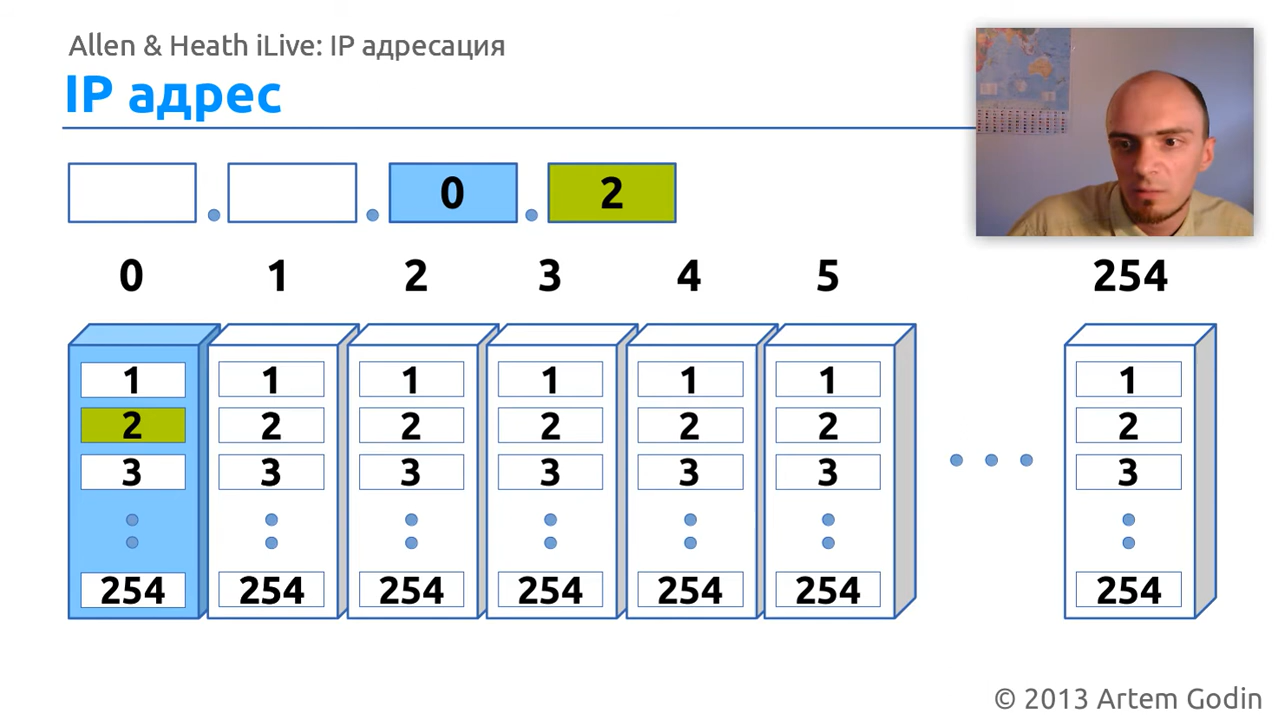 Allen & Heath iLive: IP адресация
IP адрес
. . 0 . 2
0 1 2 3 4 5 254
1 1 1 1 1 1 1
2 2 2 2 2 2 2
3 3 3 3 3 3 3
254 254 254 254 254 254 254
© 2013 Artem Godin